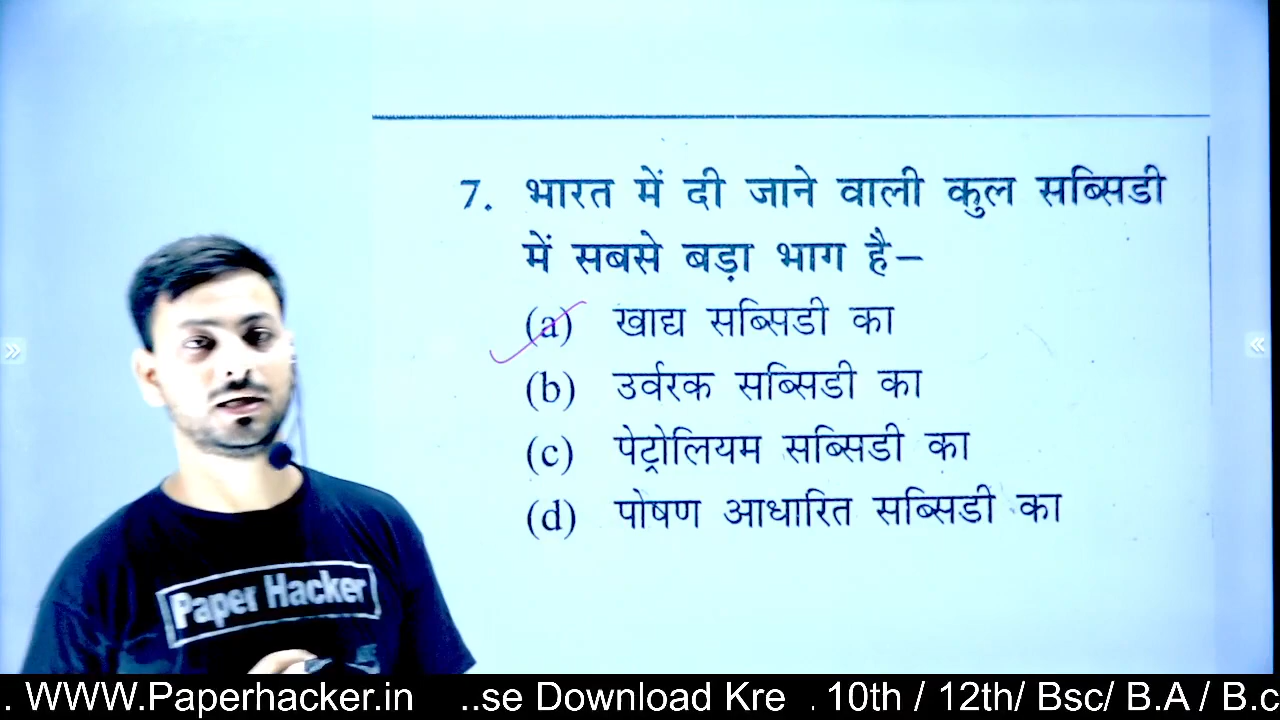 7. भारत में दी जाने वाली कुल सब्सिडी
में सबसे बड़ा भाग है–
(a) खाद्य सब्सिडी का
(b) उर्वरक सब्सिडी का
(c) पेट्रोलियम सब्सिडी का
(d) पोषण आधारित सब्सिडी का
Paper Hacker
. WWW.Paperhacker.in ..se Download Kre . 10th / 12th/ Bsc/ B.A / B.c